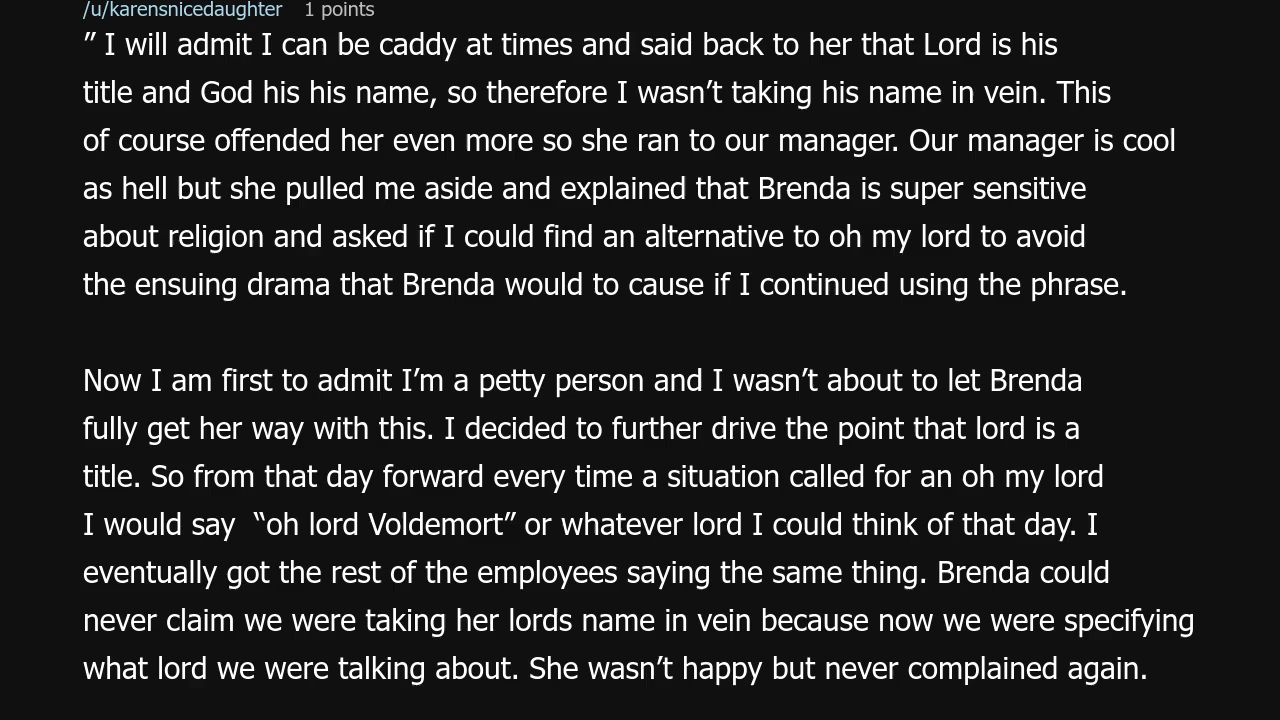 /u/karensnicedaughter 1 points
” I will admit I can be caddy at times and said back to her that Lord is his
title and God his his name, so therefore I wasn’t taking his name in vein. This
of course offended her even more so she ran to our manager. Our manager is cool
as hell but she pulled me aside and explained that Brenda is super sensitive
about religion and asked if I could find an alternative to oh my lord to avoid
the ensuing drama that Brenda would to cause if I continued using the phrase.
Now I am first to admit I’m a petty person and I wasn’t about to let Brenda
fully get her way with this. I decided to further drive the point that lord is a
title. So from that day forward every time a situation called for an oh my lord
I would say “oh lord Voldemort” or whatever lord I could think of that day. I
eventually got the rest of the employees saying the same thing. Brenda could
never claim we were taking her lords name in vein because now we were specifying
what lord we were talking about. She wasn’t happy but never complained again.